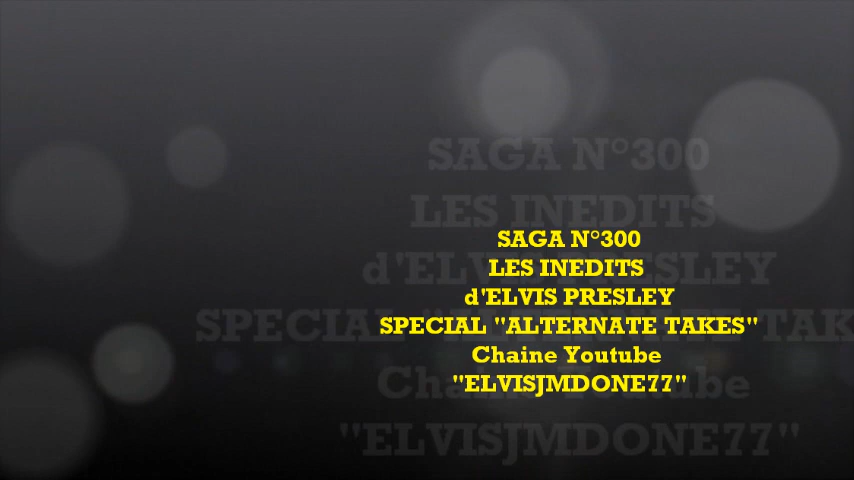 SAGA N°300
LES INEDITS
d'ELVIS PRESLEY
SPECIAL "ALTERNATE TAKES"
Chaine Youtube
"ELVISJMDONE77"